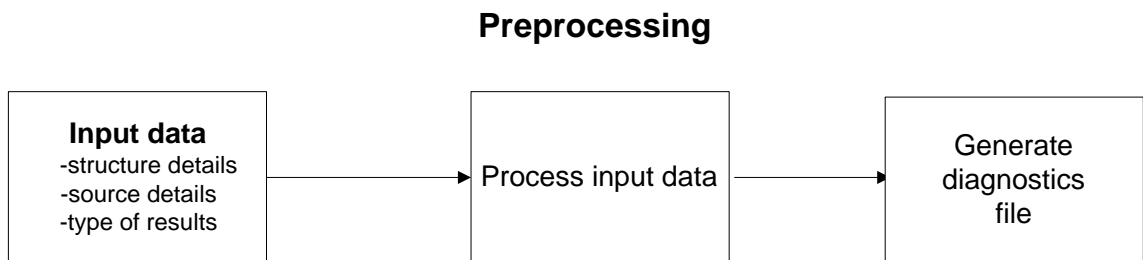 Preprocessing
Input data
-structure details
-source details
-type of results
Process input data
Generate
diagnostics
file